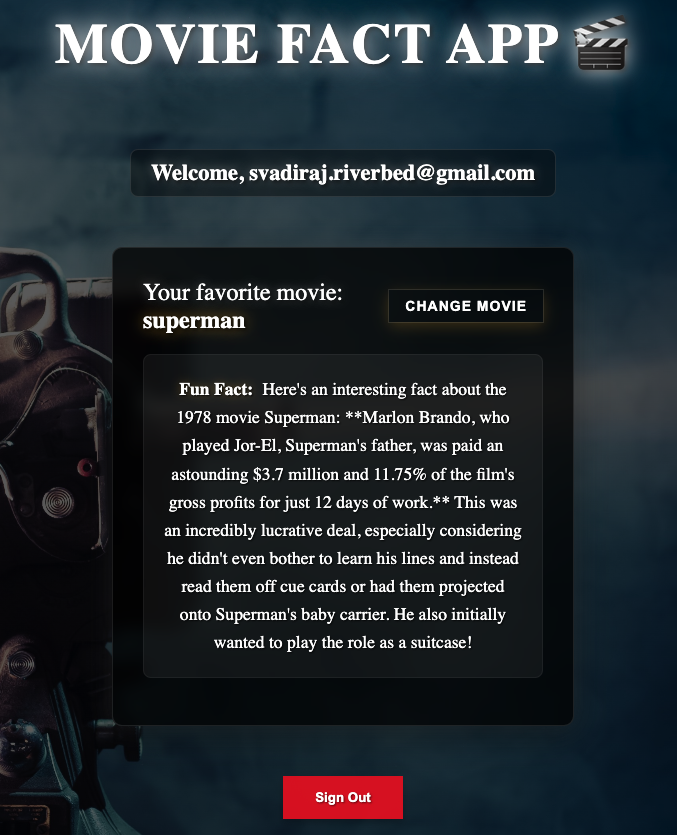 MOVIE FACT APP 🎬
Welcome, svadiraj.riverbed@gmail.com
Your favorite movie:
superman
CHANGE MOVIE
Fun Fact: Here's an interesting fact about the
1978 movie Superman: **Marlon Brando, who
played Jor-El, Superman's father, was paid an
astounding $3.7 million and 11.75% of the film's
gross profits for just 12 days of work.** This was
an incredibly lucrative deal, especially considering
he didn't even bother to learn his lines and instead
read them off cue cards or had them projected
onto Superman's baby carrier. He also initially
wanted to play the role as a suitcase!
Sign Out